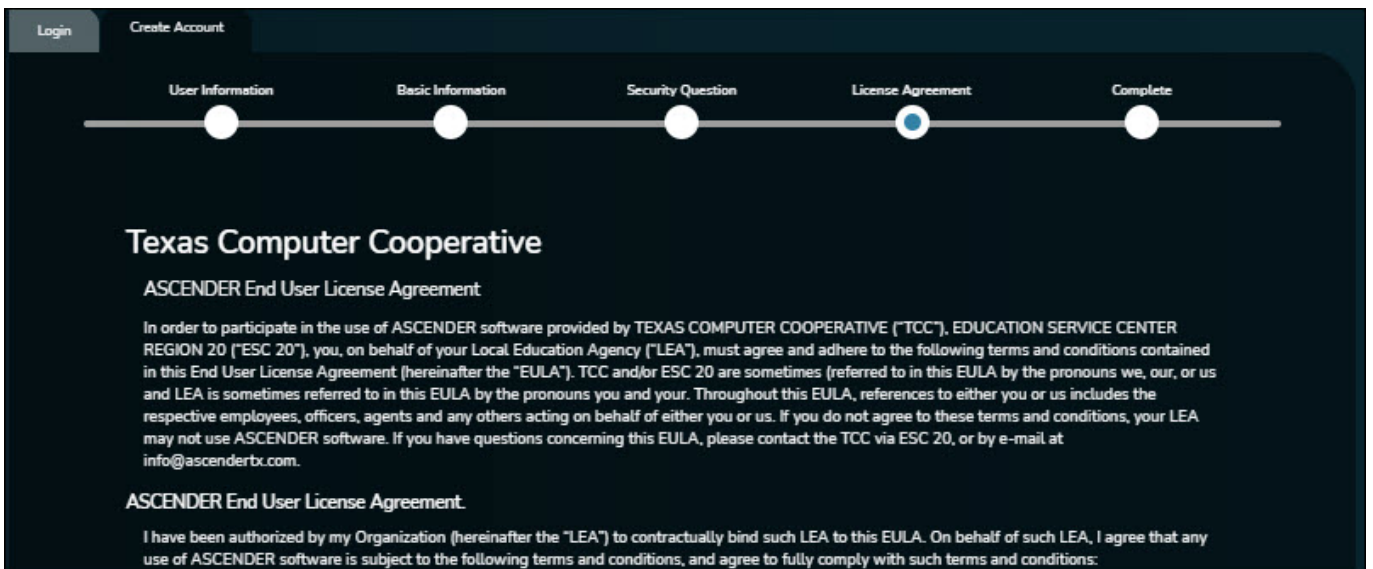 Login
Create Account
User Information
Basic Information
Security Question
License Agreement
Complete
Texas Computer Cooperative
ASCENDER End User License Agreement
In order to participate in the use of ASCENDER software provided by TEXAS COMPUTER COOPERATIVE ("TCC"), EDUCATION SERVICE CENTER
REGION 20 ("ESC 20"), you, on behalf of your Local Education Agency ("LEA"), must agree and adhere to the following terms and conditions contained
in this End User License Agreement (hereinafter the "EULA"). TCC and/or ESC 20 are sometimes (referred to in this EULA by the pronouns we, our, or us
and LEA is sometimes referred to in this EULA by the pronouns you and your. Throughout this EULA, references to either you or us includes the
respective employees, officers, agents and any others acting on behalf of either you or us. If you do not agree to these terms and conditions, your LEA
may not use ASCENDER software. If you have questions concerning this EULA, please contact the TCC via ESC 20, or by e-mail at
info@ascendertx.com.
ASCENDER End User License Agreement.
I have been authorized by my Organization (hereinafter the "LEA") to contractually bind such LEA to this EULA. On behalf of such LEA, I agree that any
use of ASCENDER software is subject to the following terms and conditions, and agree to fully comply with such terms and conditions: